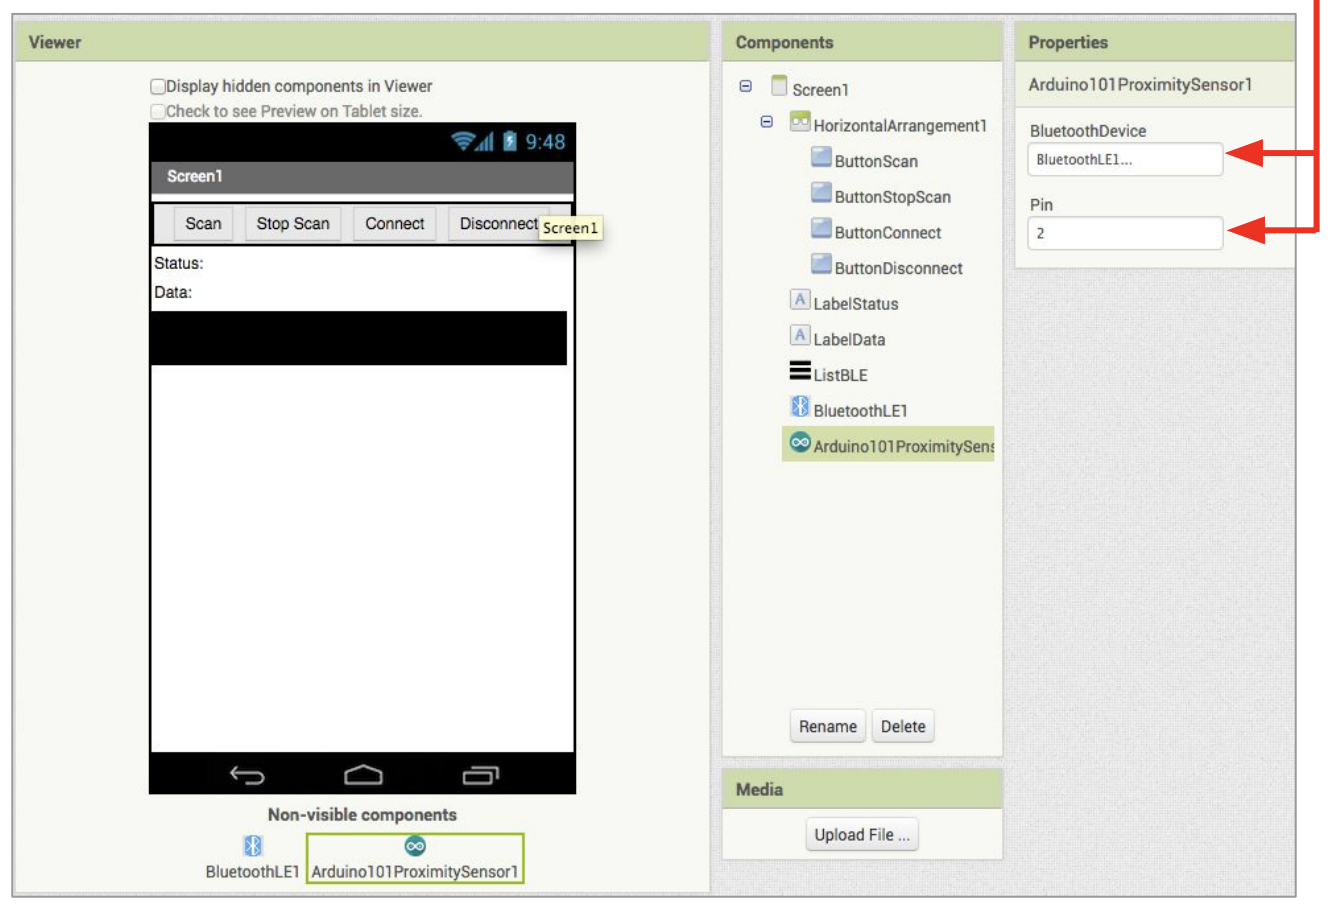 Viewer
Display hidden components in Viewer
Check to see Preview on Tablet size.
9:48
Screen1
Scan
Stop Scan
Connect
Disconnect
Screen1
Status:
Data:
Non-visible components
BluetoothLE1
Arduino101ProximitySensor1
Components
Screen1
HorizontalArrangement1
ButtonScan
ButtonStopScan
ButtonConnect
ButtonDisconnect
LabelStatus
LabelData
ListBLE
BluetoothLE1
Arduino101ProximitySens
Rename
Delete
Media
Upload File ...
Properties
Arduino101ProximitySensor1
BluetoothDevice
BluetoothLE1...
Pin
2